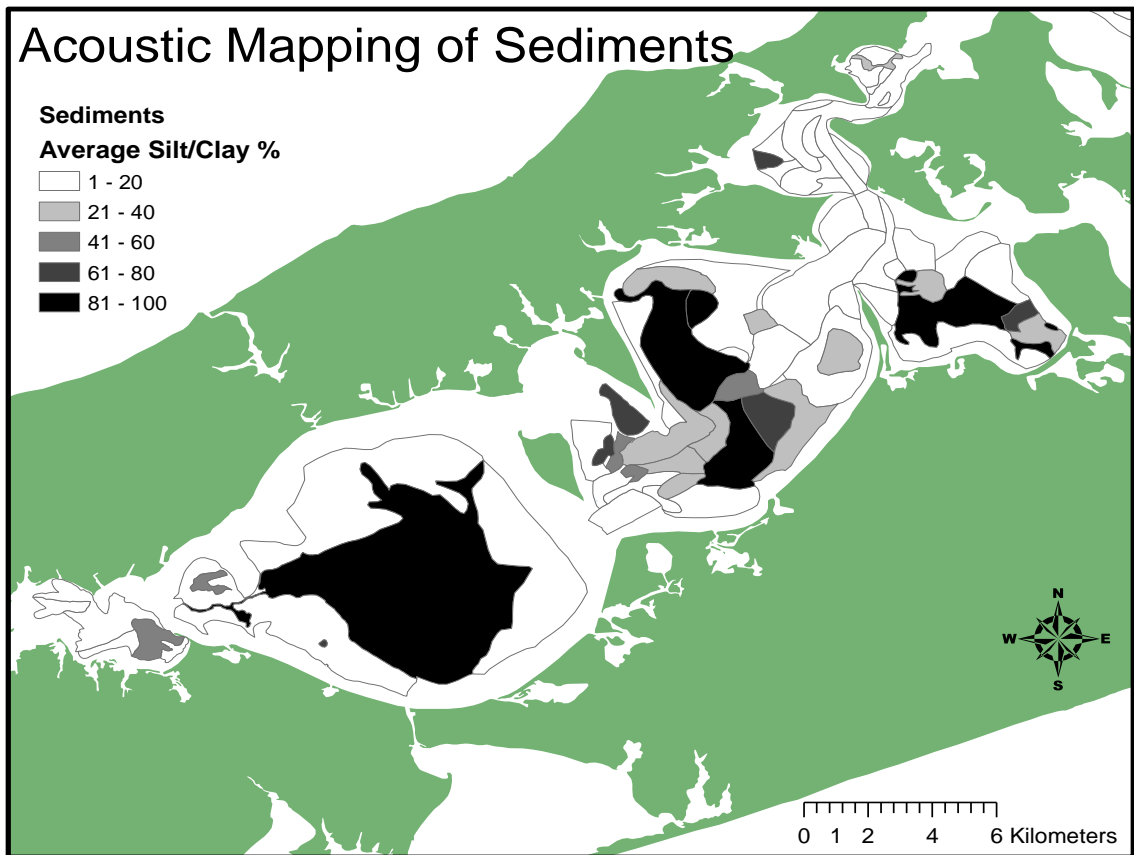 Acoustic Mapping of Sediments
Sediments
Average Silt/Clay %
1 - 20
21 - 40
41 - 60
61 - 80
81 - 100
N
W E
S
0 1 2 4 6 Kilometers